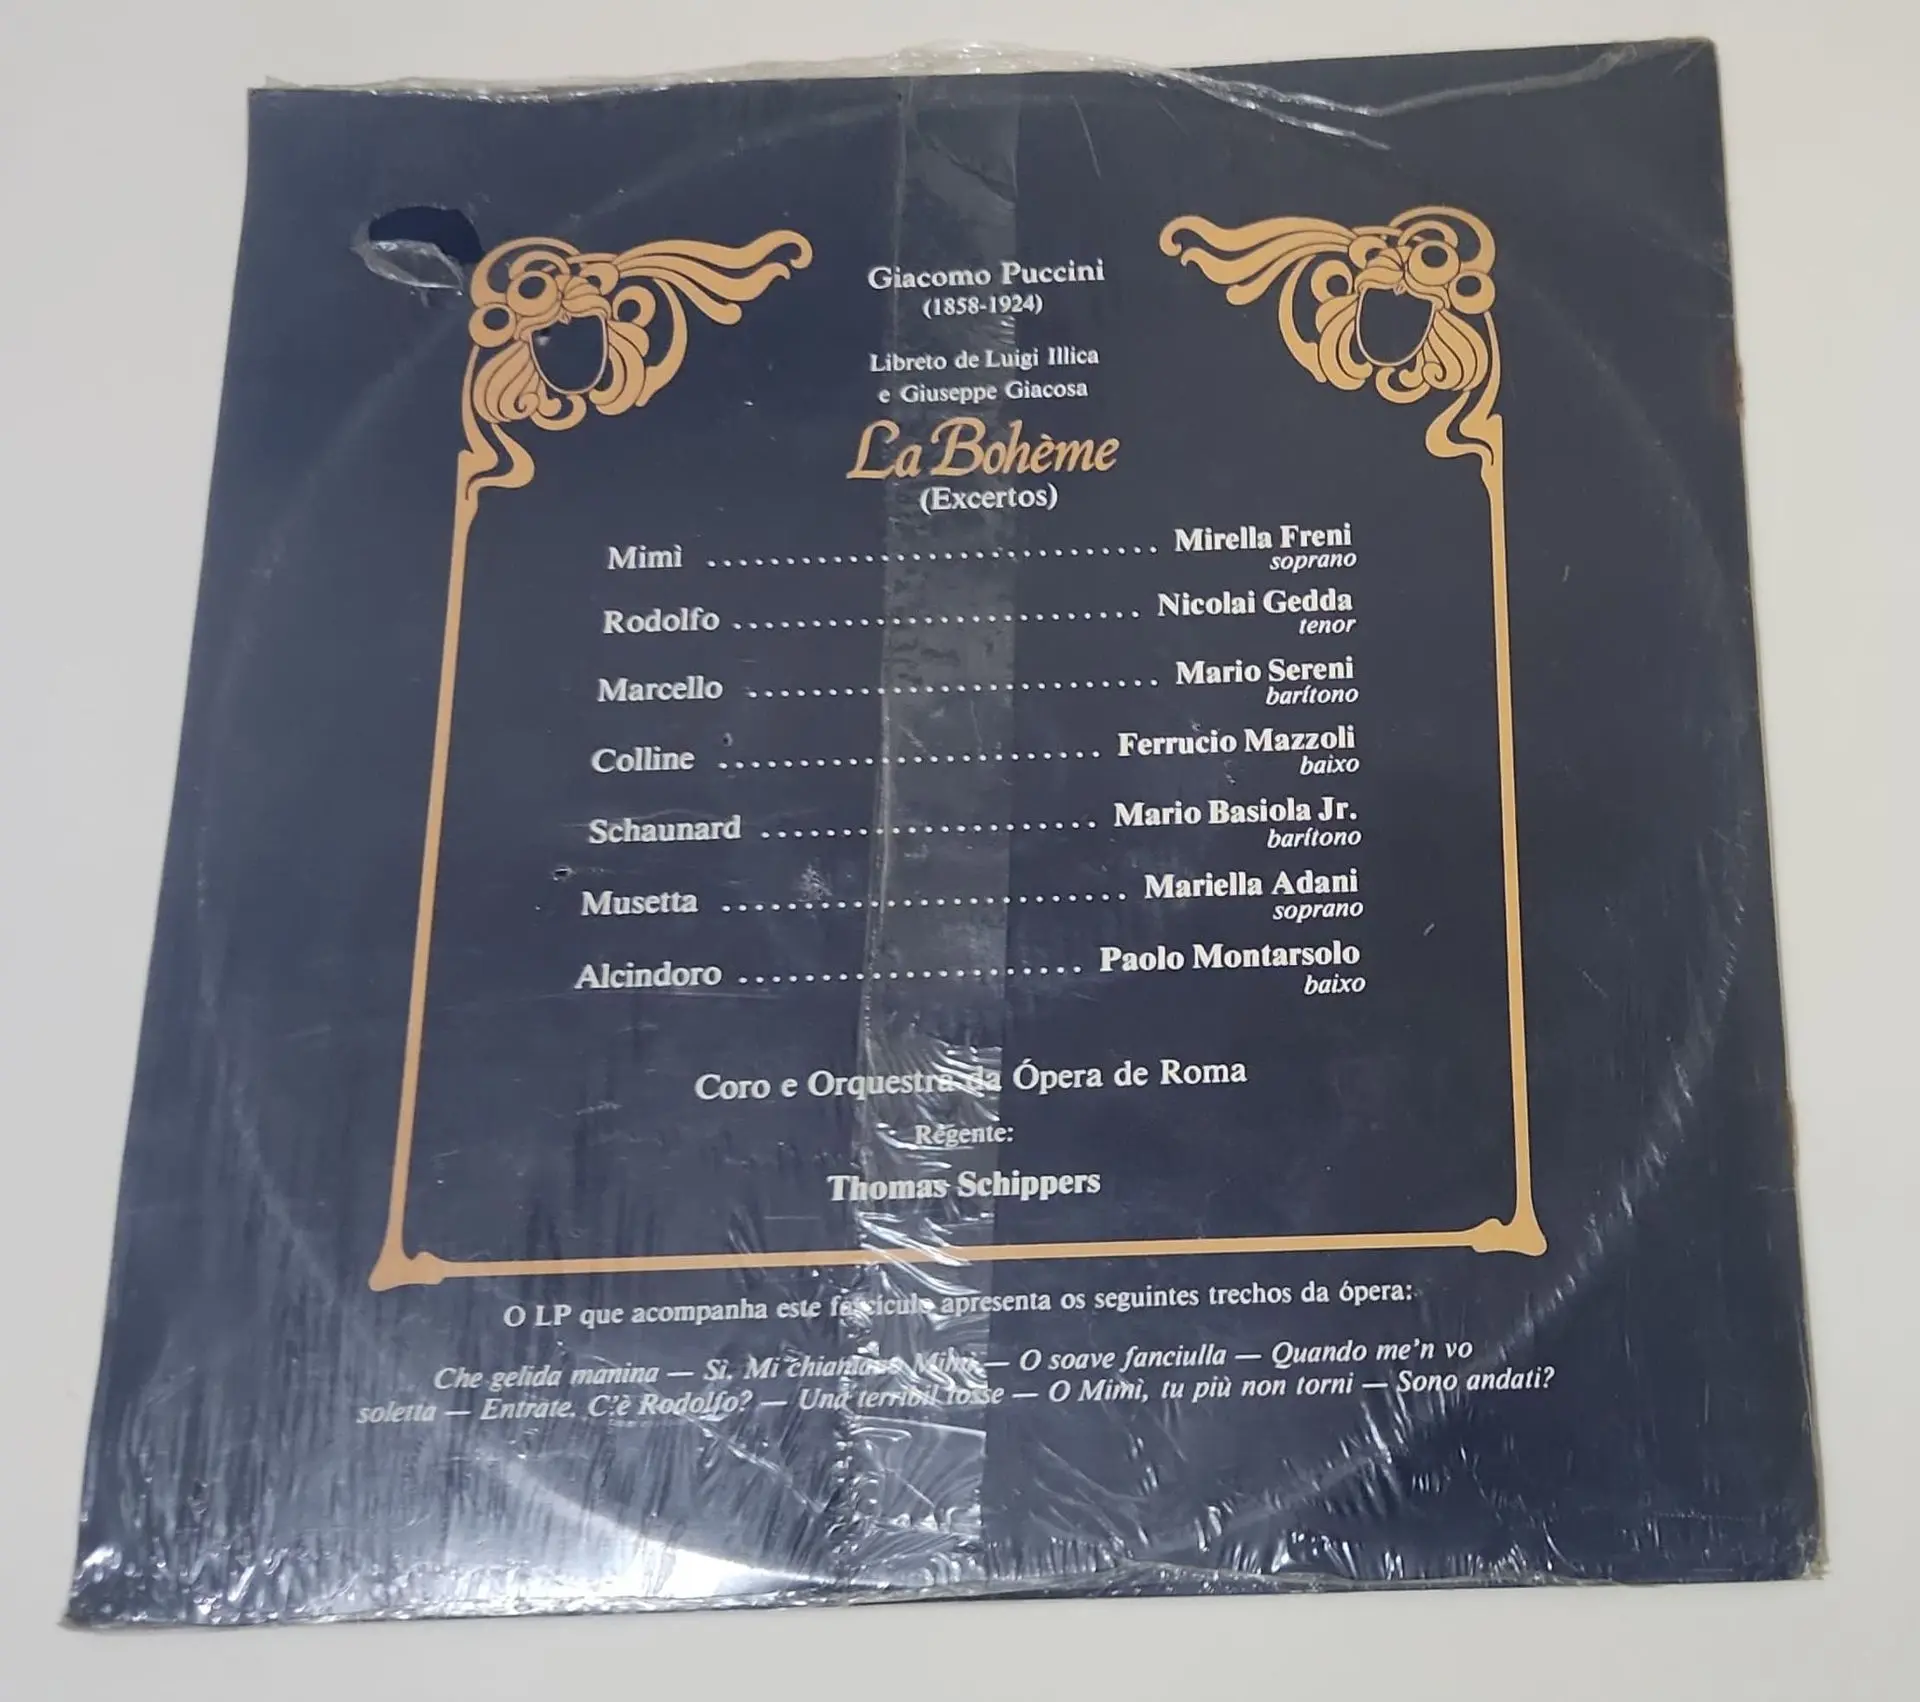 Giacomo Puccini
(1858-1924)
Libreto de Luigi Illica
e Giuseppe Giacosa
La Bohème
(Excertos)
Mimì ................................ Mirella Freni
soprano
Rodolfo .......................... Nicolai Gedda
tenor
Marcello .......................... Mario Sereni
barítono
Colline ........................ Ferrucio Mazzoli
baixo
Schaunard ...................... Mario Basiola Jr.
barítono
Musetta .......................... Mariella Adani
soprano
Alcindoro ...................... Paolo Montarsolo
baixo
Coro e Orquestra da Ópera de Roma
Regente:
Thomas Schippers
O LP que acompanha este fascículo apresenta os seguintes trechos da ópera:
Che gelida manina — Sì. Mi chiamano Mimì — O soave fanciulla — Quando me'n vo
soletta — Entrate. C'è Rodolfo? — Una terribil tosse — O Mimì, tu più non torni — Sono andati?